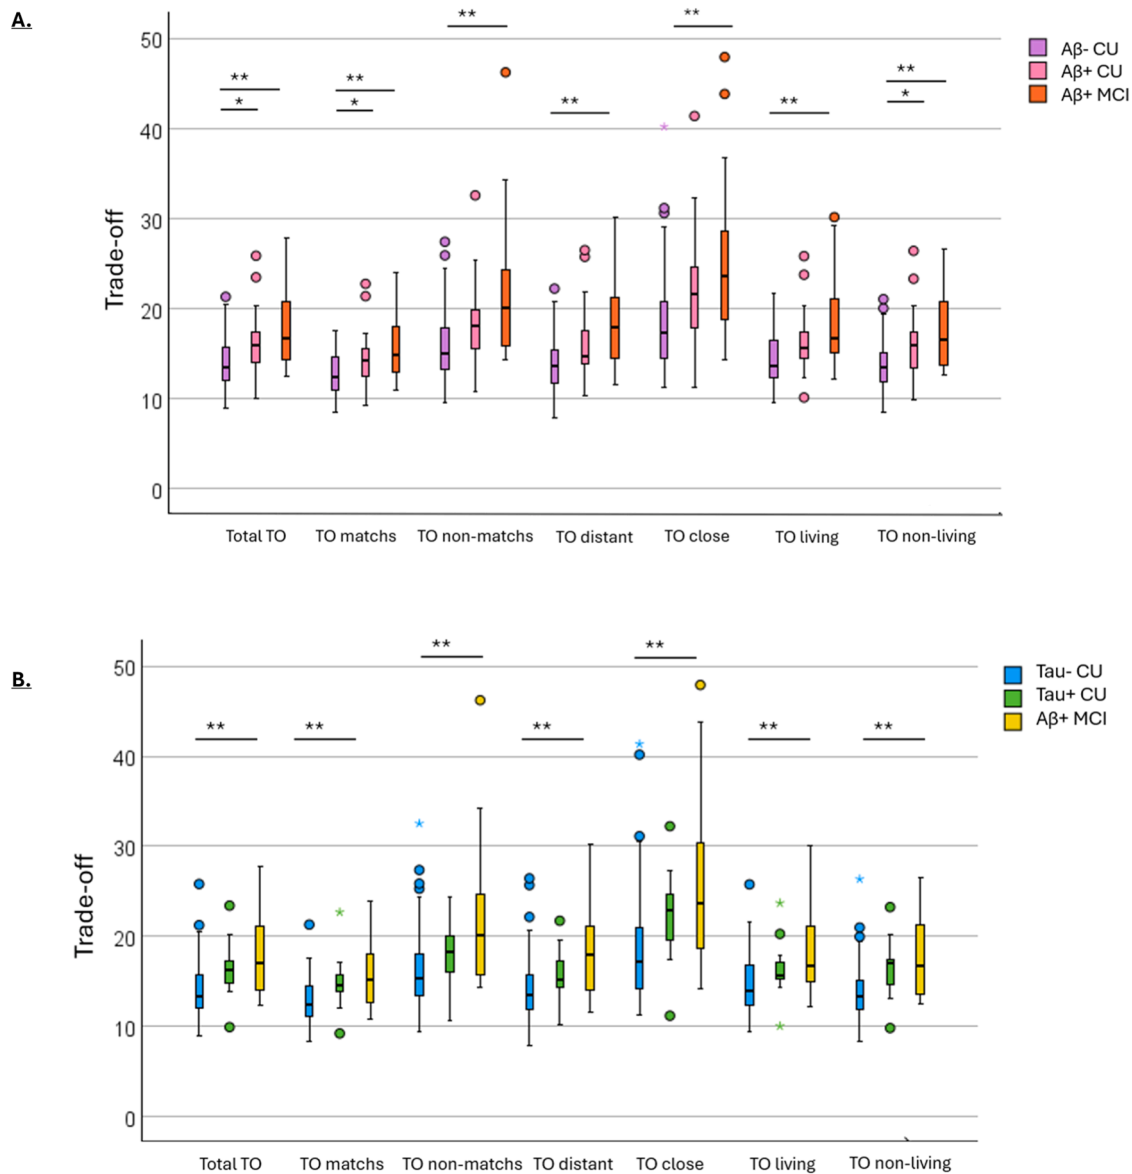 A.
**
**
50
Aβ- CU
Aβ+ CU
Aβ+ MCI
**
**
**
*
*
**
**
*
40
*
30
Trade-off
20
10
0
Total TO
TO matchs
TO non-matchs
TO distant
TO close
TO living
TO non-living
B.
**
**
50
Tau- CU
Tau+ CU
Aβ+ MCI
**
**
**
**
**
*
40
*
30
Trade-off
*
*
*
20
10
*
0
Total TO
TO matchs
TO non-matchs
TO distant
TO close
TO living
TO non-living